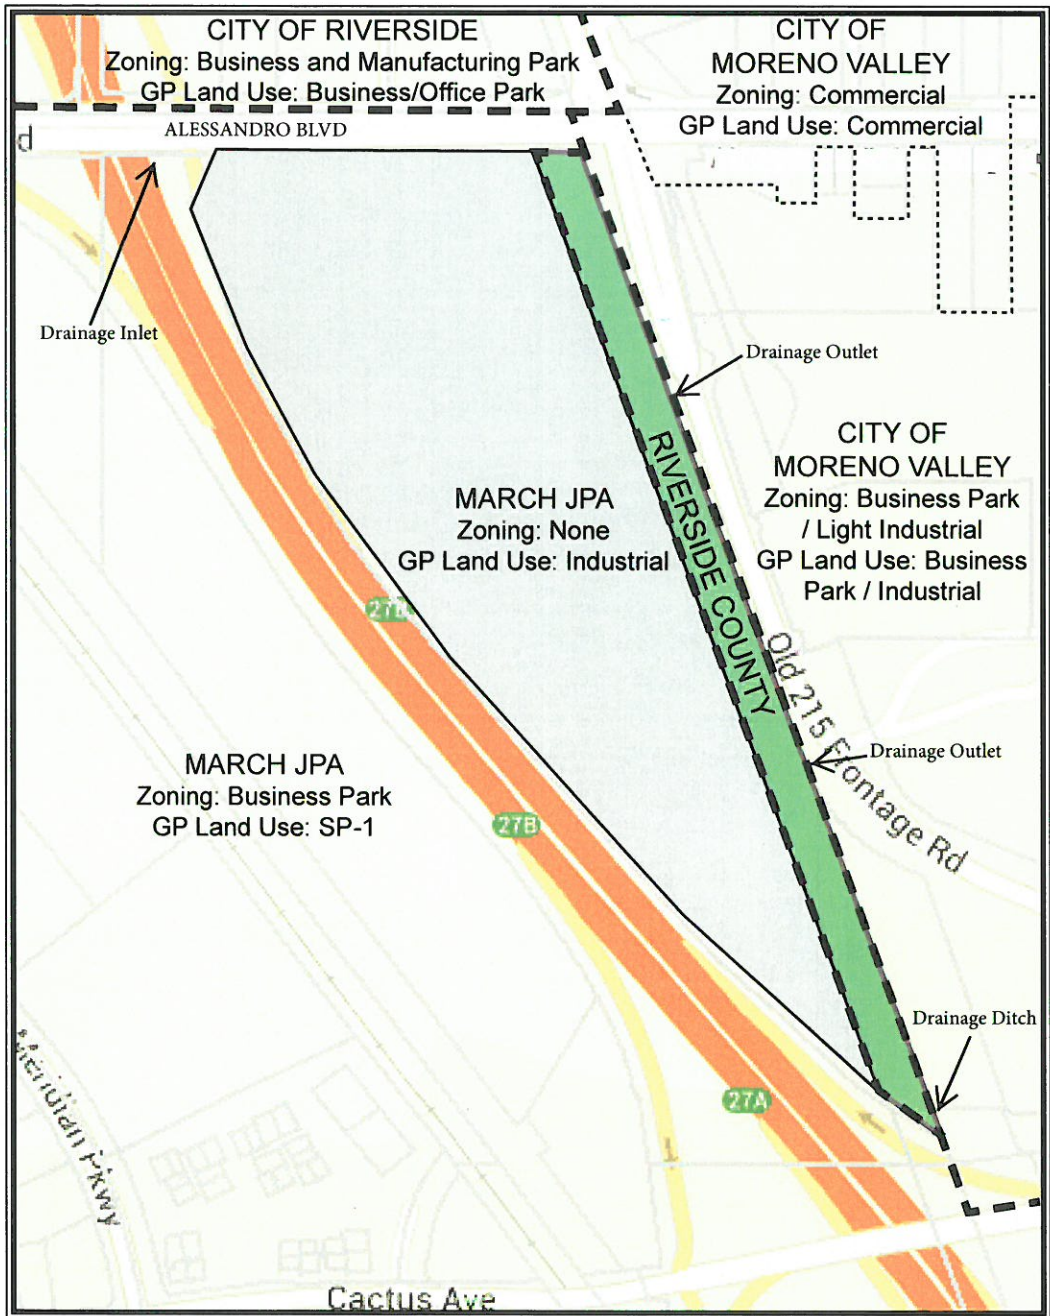 CITY OF RIVERSIDE
Zoning: Business and Manufacturing Park
GP Land Use: Business/Office Park
CITY OF
MORENO VALLEY
Zoning: Commercial
GP Land Use: Commercial
d
ALESSANDRO BLVD
Drainage Inlet
Drainage Outlet
CITY OF
MORENO VALLEY
Zoning: Business Park
/ Light Industrial
GP Land Use: Business
Park / Industrial
MARCH JPA
Zoning: None
GP Land Use: Industrial
RIVERSIDE COUNTY
Old 215 Frontage Rd
Drainage Outlet
MARCH JPA
Zoning: Business Park
GP Land Use: SP-1
27B
Drainage Ditch
27A
Meridian Pkwy
Cactus Ave